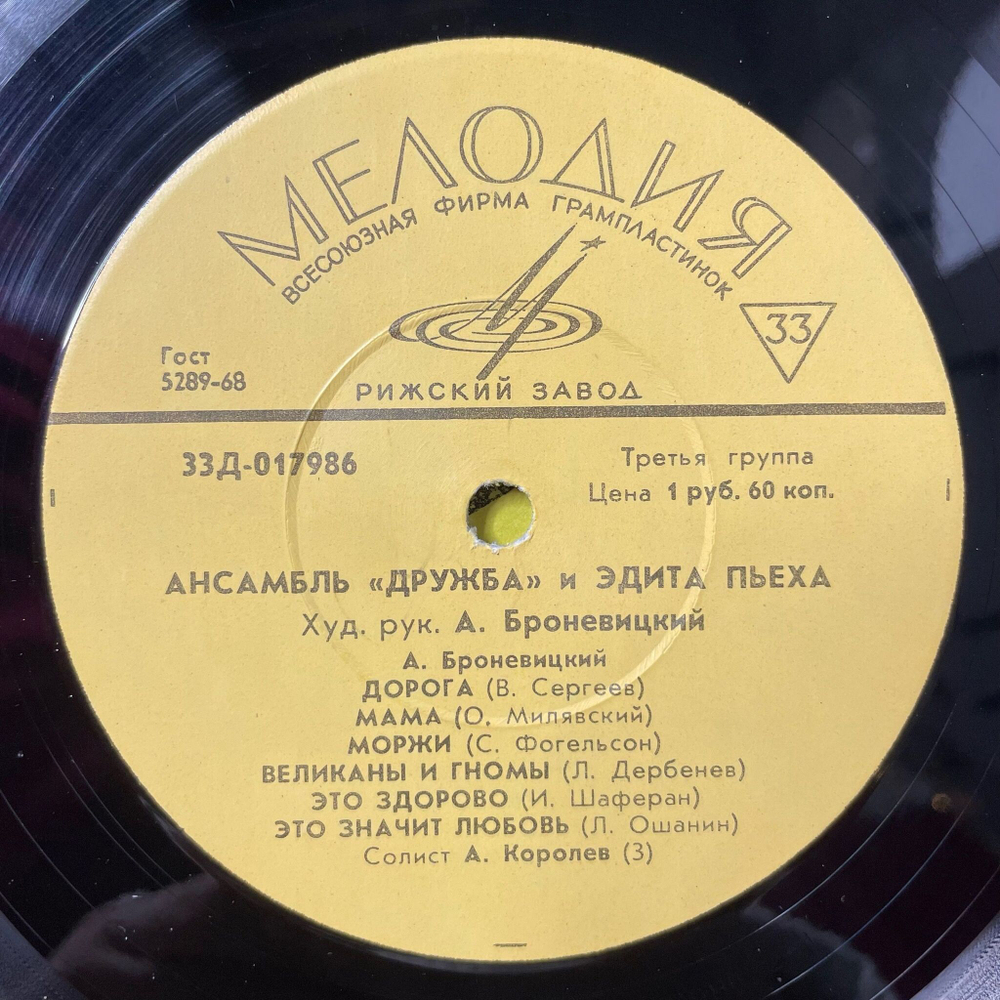 МЕЛОДИЯ
ВСЕСОЮЗНАЯ ФИРМА ГРАМПЛАСТИНОК
33
Гост
5289-68
РИЖСКИЙ ЗАВОД
33Д-017986
Третья группа
Цена 1 руб. 60 коп.
АНСАМБЛЬ «ДРУЖБА» и ЭДИТА ПЬЕХА
Худ. рук. А. Броневицкий
А. Броневицкий
ДОРОГА (В. Сергеев)
МАМА (О. Милявский)
МОРЖИ (С. Фогельсон)
ВЕЛИКАНЫ И ГНОМЫ (Л. Дербенев)
ЭТО ЗДОРОВО (И. Шаферан)
ЭТО ЗНАЧИТ ЛЮБОВЬ (Л. Ошанин)
Солист А. Королев (3)